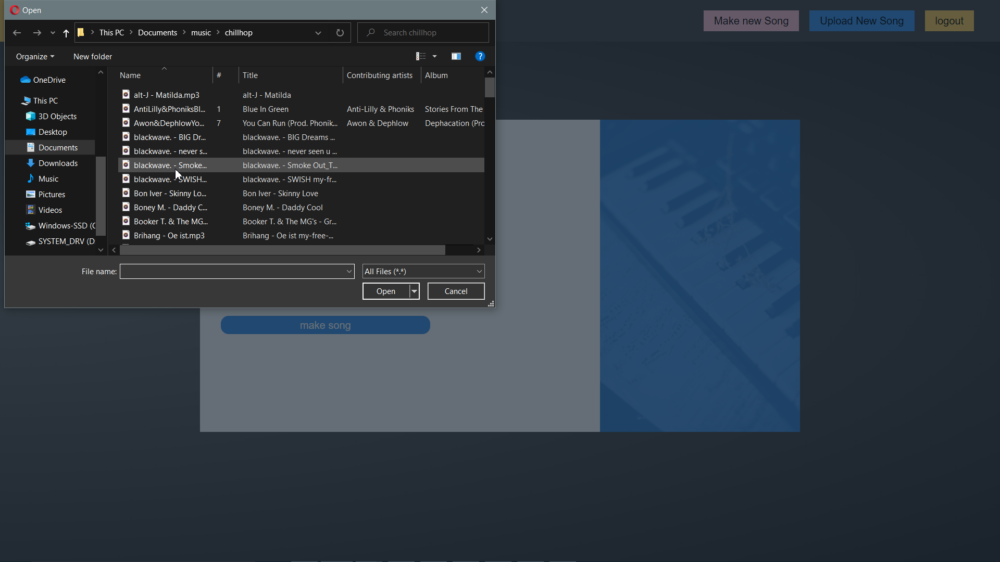 Open
Make new Song
Upload New Song
logout
This PC > Documents > music > chillhop
Search chillhop
Organize
New folder
OneDrive
This PC
3D Objects
Desktop
Documents
Downloads
Music
Pictures
Videos
Windows-SSD (C
SYSTEM_DRV (D:
Name # Title Contributing artists Album
alt-J - Matilda.mp3 alt-J - Matilda
AntiLilly&PhoniksBl... 1 Blue In Green Anti-Lilly & Phoniks Stories From The
Awon&DephlowYo... 7 You Can Run (Prod. Phonik... Awon & Dephlow Dephacation (Pro
blackwave. - BIG Dr... blackwave. - BIG Dreams ...
blackwave. - never s... blackwave. - never seen u ...
blackwave. - Smoke... blackwave. - Smoke Out_T...
blackwave. - SWISH... blackwave. - SWISH my-fr...
Bon Iver - Skinny Lo... Bon Iver - Skinny Love
Boney M. - Daddy C... Boney M. - Daddy Cool
Booker T. & The MG... Booker T. & The MG's - Gr...
Brihang - Oe ist.mp3 Brihang - Oe ist my-free-...
File name:
All Files (*.*)
Open
Cancel
make song